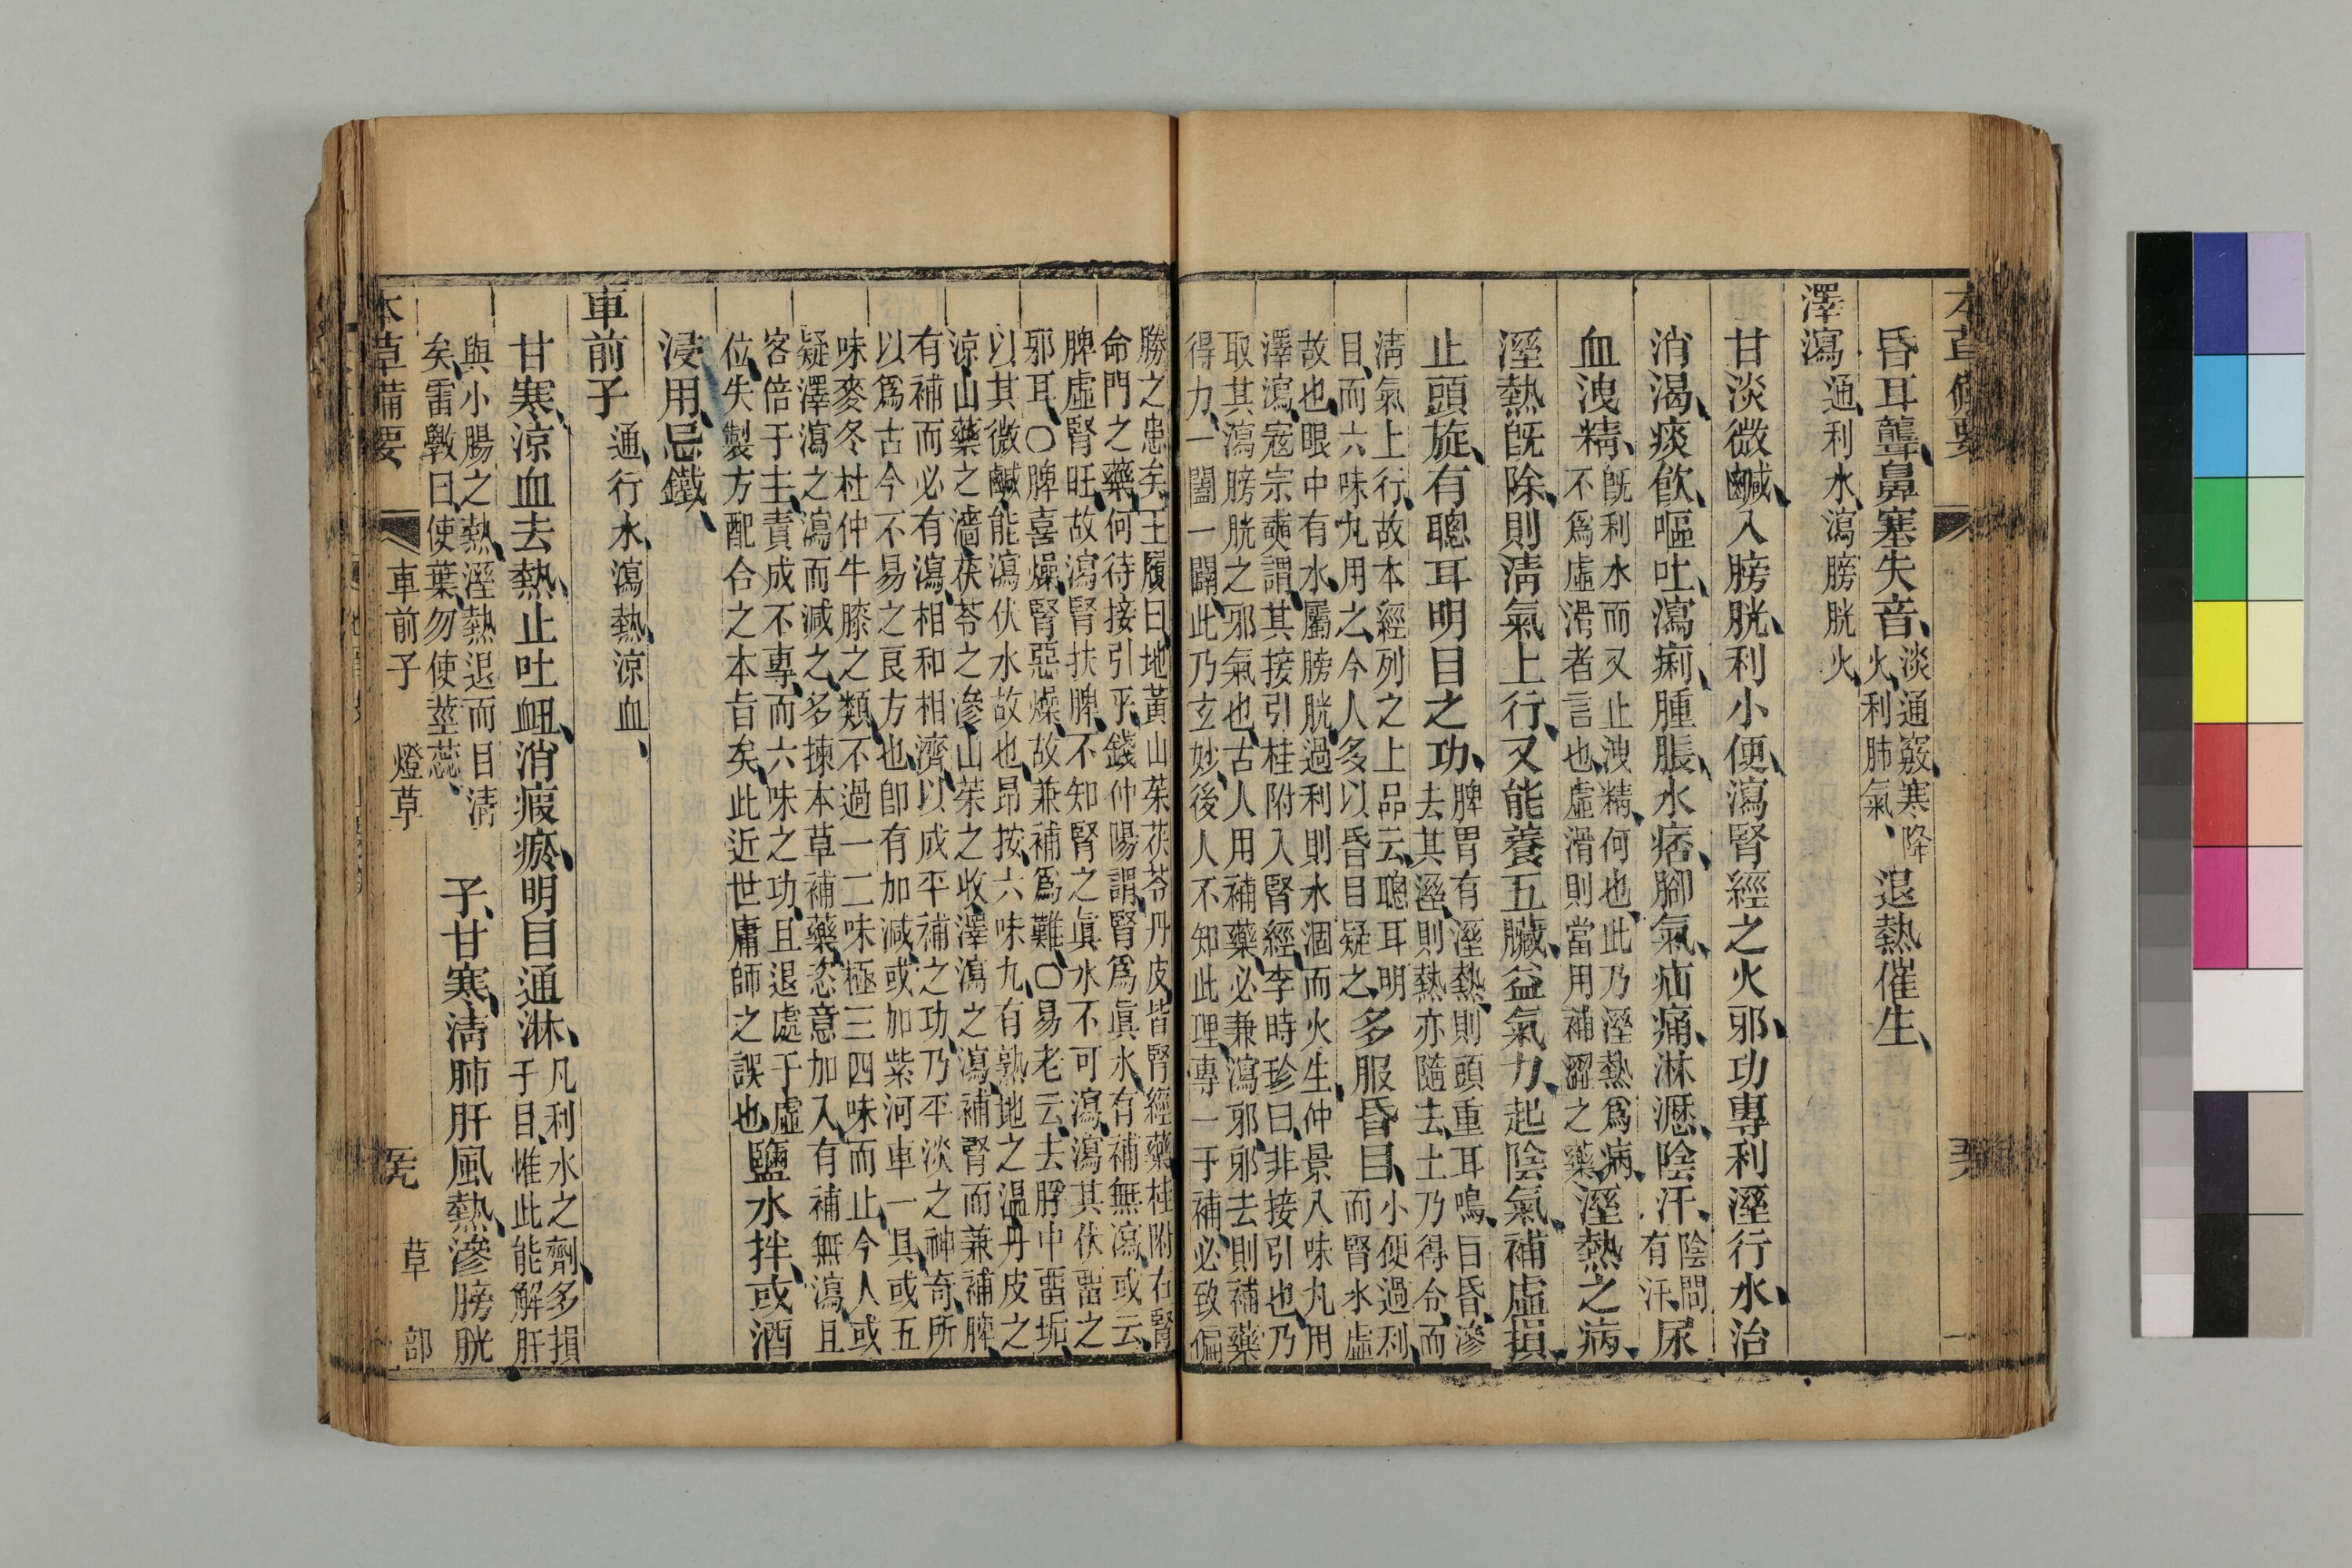 昏耳聾鼻塞失音、淡通竅、寒降火利肺氣、退熱催生、
澤瀉通利水瀉膀胱火
甘淡微鹹、入膀胱、利小便、瀉腎經之火邪、功專利溼行水、治
消渴痰飮、嘔吐、瀉痢、腫脹、水痞、腳氣、疝痛、淋瀝、陰汗、陰間有汗、尿
血洩精、旣利水而又止洩精、何也、此乃溼熱爲病、不爲虛滑者言也、虛滑則當用補澀之藥、溼熱之病、
溼熱旣除、則淸氣上行、又能養五臟、益氣力、起陰氣、補虛損、
止頭旋、有聰耳明目之功、脾胃有溼熱、則頭重耳鳴、目昏、滲去其溼、則熱亦隨去、土乃得令、而
淸氣上行、故本經列之上品云、聰耳明目、而六味丸用之、今人多以昏目疑之、多服昏目、小便過利、而腎水虛
故也、眼中有水、屬膀胱、過利則水涸而火生、仲景八味丸用
澤瀉、寇宗奭謂其接引桂附入腎經、李時珍曰、非接引也、乃
取其瀉膀胱之邪氣也、古人用補藥、必兼瀉邪、邪去則補藥
得力、一闔一闢、此乃玄妙、後人不知此理、專一于補、必致偏
勝之患矣、王履曰、地黃山茱茯苓丹皮皆腎經藥、桂附右腎
命門之藥、何待接引乎、錢仲陽謂腎爲眞水、有補無瀉、或云、
脾虛腎旺、故瀉腎扶脾、不知腎之眞水不可瀉、瀉其伏畱之
邪耳、○脾喜燥、腎惡燥、故兼補爲難、○易老云、去脬中畱垢、
以其微鹹、能瀉伏水故也、昂按、六味丸有熟地之温、丹皮之
涼、山藥之濇、茯苓之滲、山茱之收、澤瀉之瀉、補腎而兼補脾、
有補而必有瀉、相和相濟、以成平補之功、乃平淡之神奇、所
以爲古今不易之良方也、卽有加減、或加紫河車一具、或五
味麥冬杜仲牛膝之類、不過一二味、極三四味而止、今人或
疑澤瀉之瀉而減之、多揀本草補藥、恣意加入、有補無瀉、且
客倍于主、責成不專、而六味之功、且退處于虛
位、失製方配合之本旨矣、此近世庸師之誤也鹽水拌、或酒
浸用、忌鐵、
車前子通、行水瀉熱、涼血、
甘寒、涼血去熱、止吐衄、消瘕瘀、明目通淋、凡利水之劑、多損于目、惟此能解肝
與小腸之熱、溼熱退而目淸矣、雷斆曰、使葉、勿使莖蕊、子、甘寒、淸肺肝風熱、滲膀胱
本草備要 車前子 燈草 草部